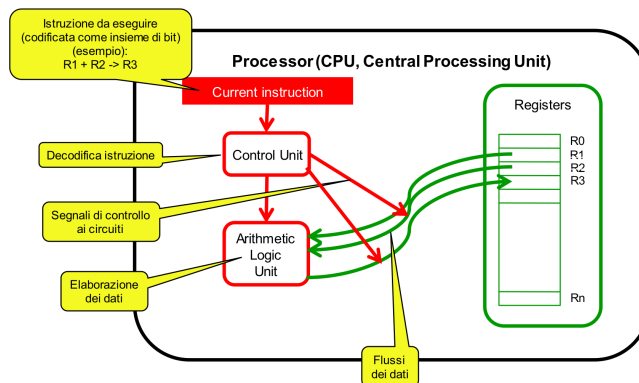 Istruzione da eseguire
(codificata come insieme di bit)
(esempio):
R1 + R2 -> R3
Processor (CPU, Central Processing Unit)
Current instruction
Registers
R0
R1
R2
R3
Rn
Decodifica istruzione
Control Unit
Segnali di controllo
ai circuiti
Arithmetic
Logic
Unit
Elaborazione
dei dati
Flussi
dei dati